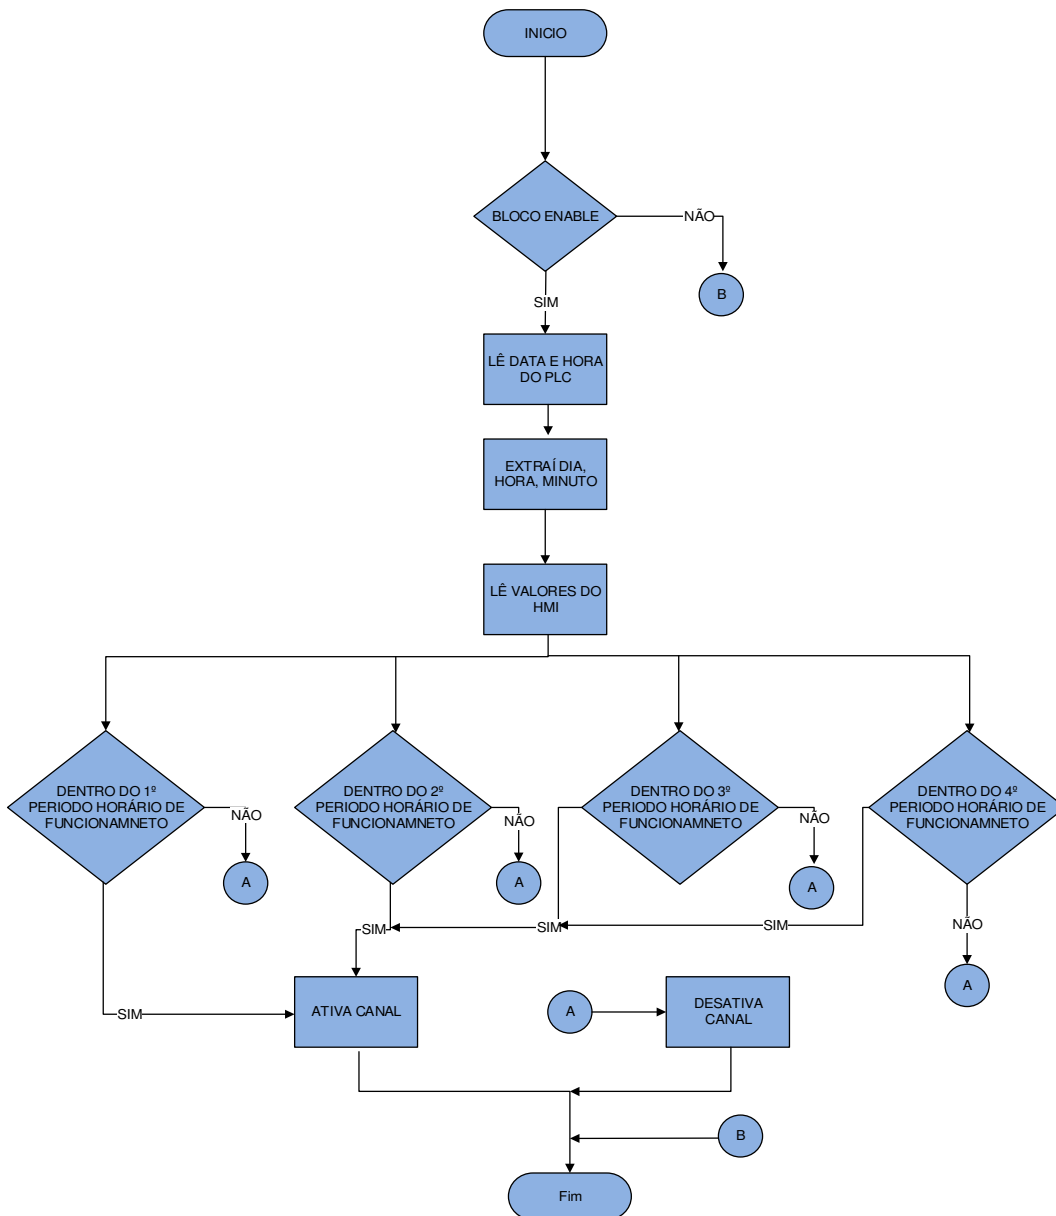 INICIO
BLOCO ENABLE
NÃO
B
SIM
LÊ DATA E HORA
DO PLC
EXTRAÍ DIA,
HORA, MINUTO
LÊ VALORES DO
HMI
DENTRO DO 1º
PERIODO HORÁRIO DE
FUNCIONAMNETO
NÃO
A
DENTRO DO 2º
PERIODO HORÁRIO DE
FUNCIONAMNETO
NÃO
A
DENTRO DO 3º
PERIODO HORÁRIO DE
FUNCIONAMNETO
NÃO
A
DENTRO DO 4º
PERIODO HORÁRIO DE
FUNCIONAMNETO
NÃO
A
SIM
SIM
SIM
SIM
ATIVA CANAL
A
DESATIVA
CANAL
B
Fim